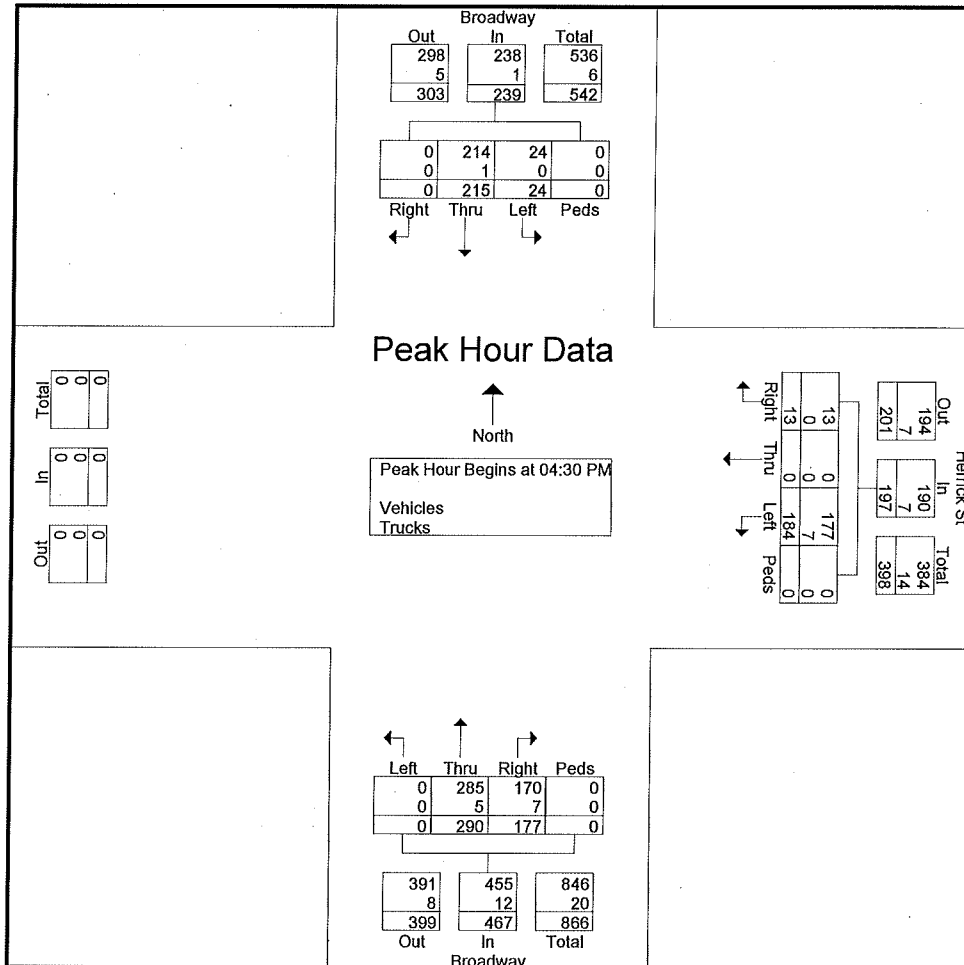 Broadway
Out In Total
298 238 536
5 1 6
303 239 542
0 214 24 0
0 1 0 0
0 215 24 0
Right Thru Left Peds
Peak Hour Data
North
Peak Hour Begins at 04:30 PM
Vehicles
Trucks
Total
0 0 0
In
0 0 0
Out
0 0 0
Herrick St
Out In Total
194 190 384
7 7 14
201 197 398
13 0 177 0
0 0 7 0
13 0 184 0
Right Thru Left Peds
Left Thru Right Peds
0 285 170 0
0 5 7 0
0 290 177 0
391 455 846
8 12 20
399 467 866
Out In Total
Broadway